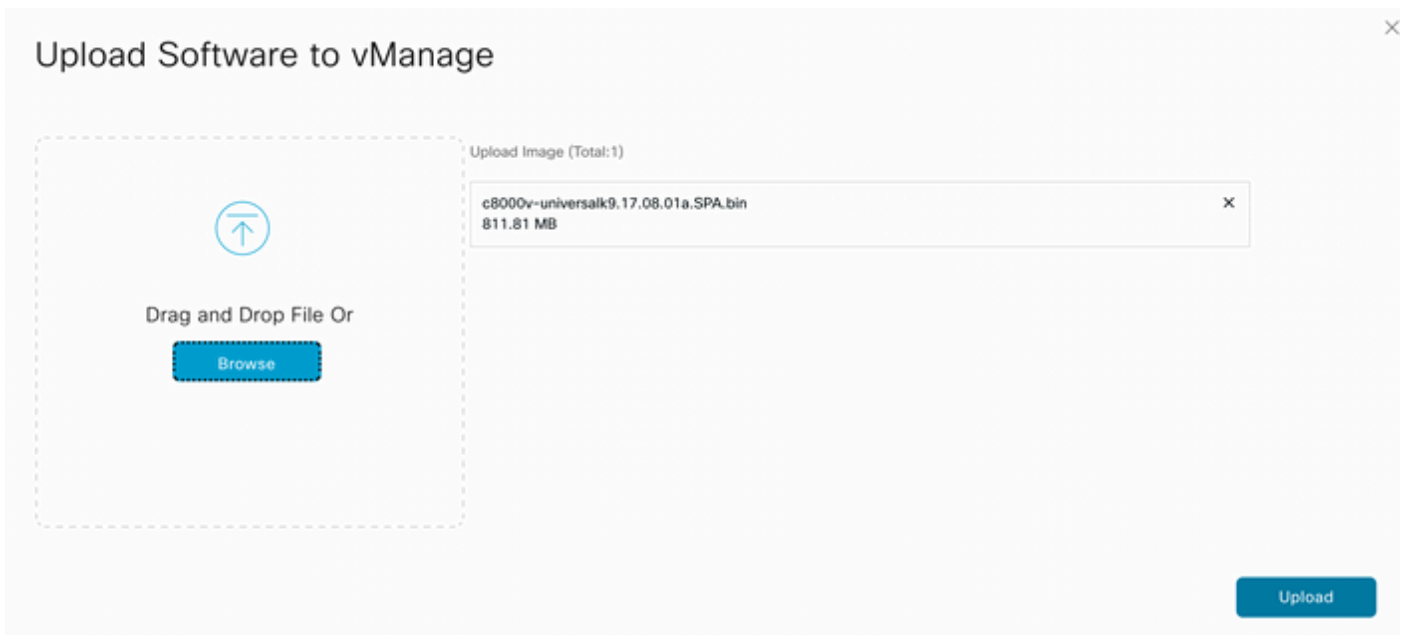 Upload Software to vManage
Upload Image (Total:1)
c8000v-universalk9.17.08.01a.SPA.bin
811.81 MB
Drag and Drop File Or
Browse
Upload